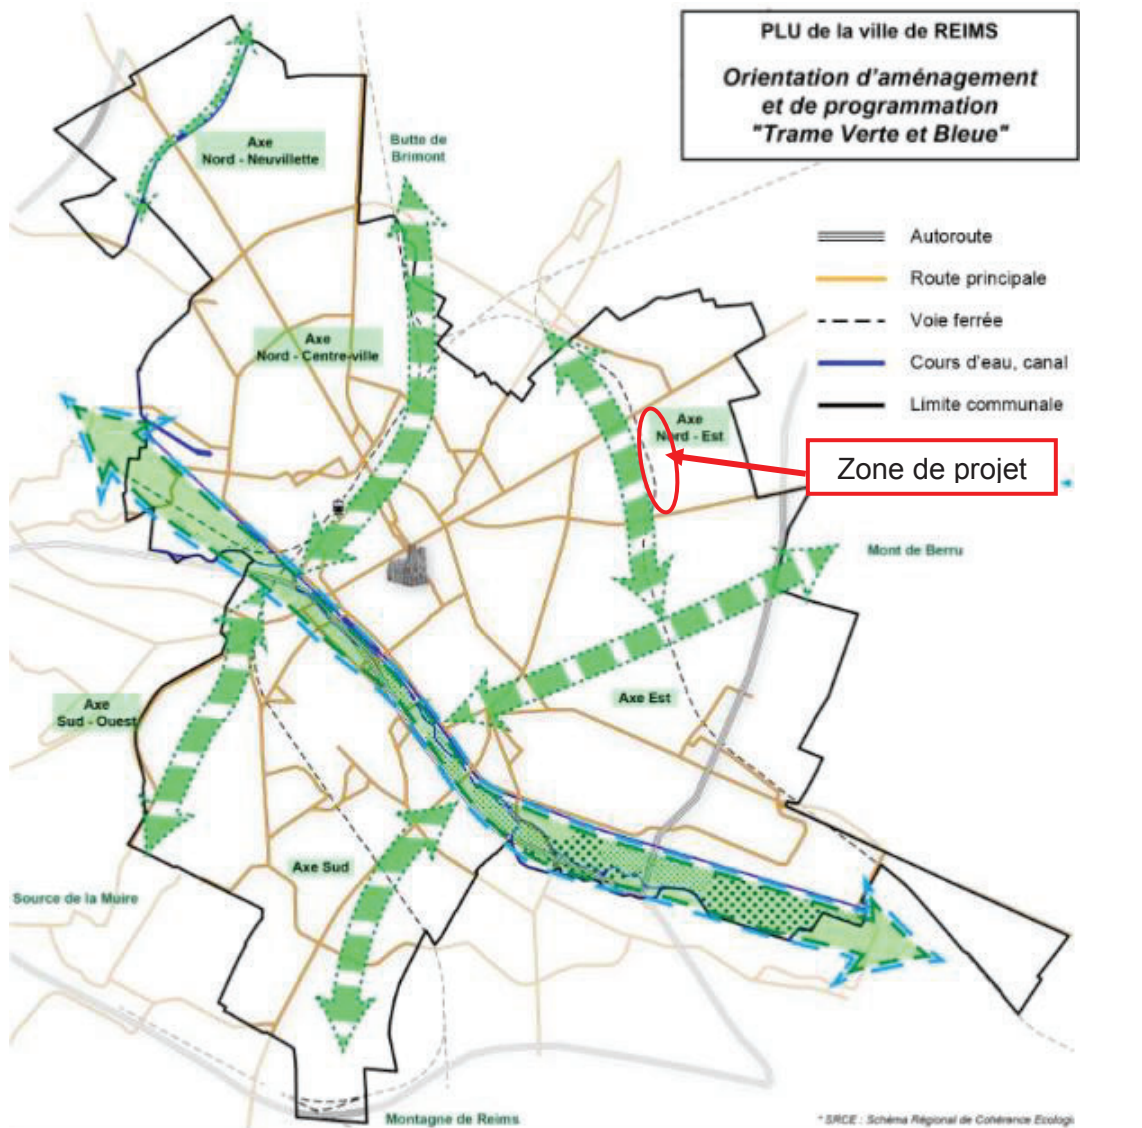 PLU de la ville de REIMS
Orientation d'aménagement
et de programmation
"Trame Verte et Bleue"
Autoroute
Route principale
Voie ferrée
Cours d'eau, canal
Limite communale
Axe
Nord - Neuvillette
Butte de
Brimont
Axe
Nord - Centre-ville
Axe
Nord - Est
Zone de projet
Mont de Berru
Axe Est
Axe
Sud - Ouest
Axe Sud
Source de la Muire
Montagne de Reims
* SRCE : Schéma Régional de Cohérence Ecologi